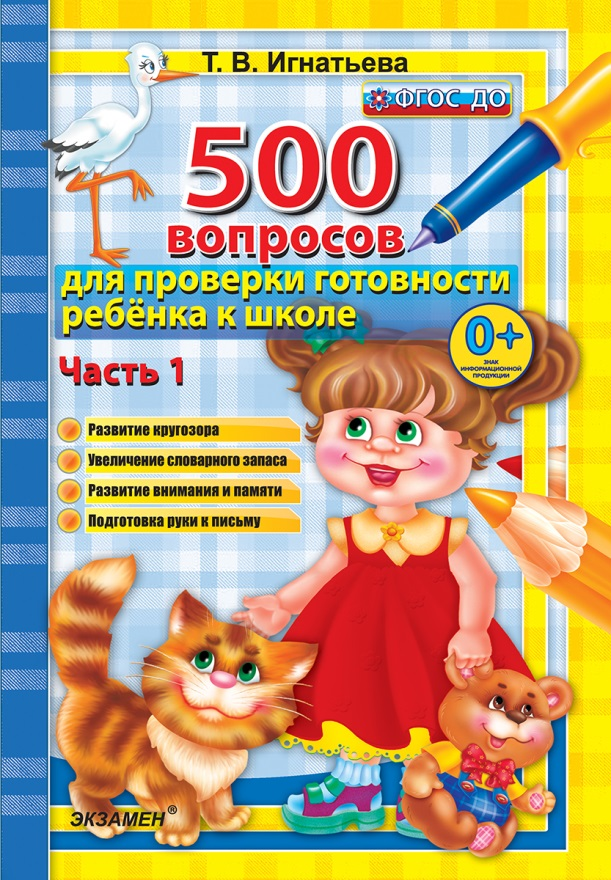 Т. В. Игнатьева
ФГОС ДО
500
вопросов
для проверки готовности
ребёнка к школе
0+
ЗНАК
ИНФОРМАЦИОННОЙ
ПРОДУКЦИИ
Часть 1
Развитие кругозора
Увеличение словарного запаса
Развитие внимания и памяти
Подготовка руки к письму
ЭКЗАМЕН®